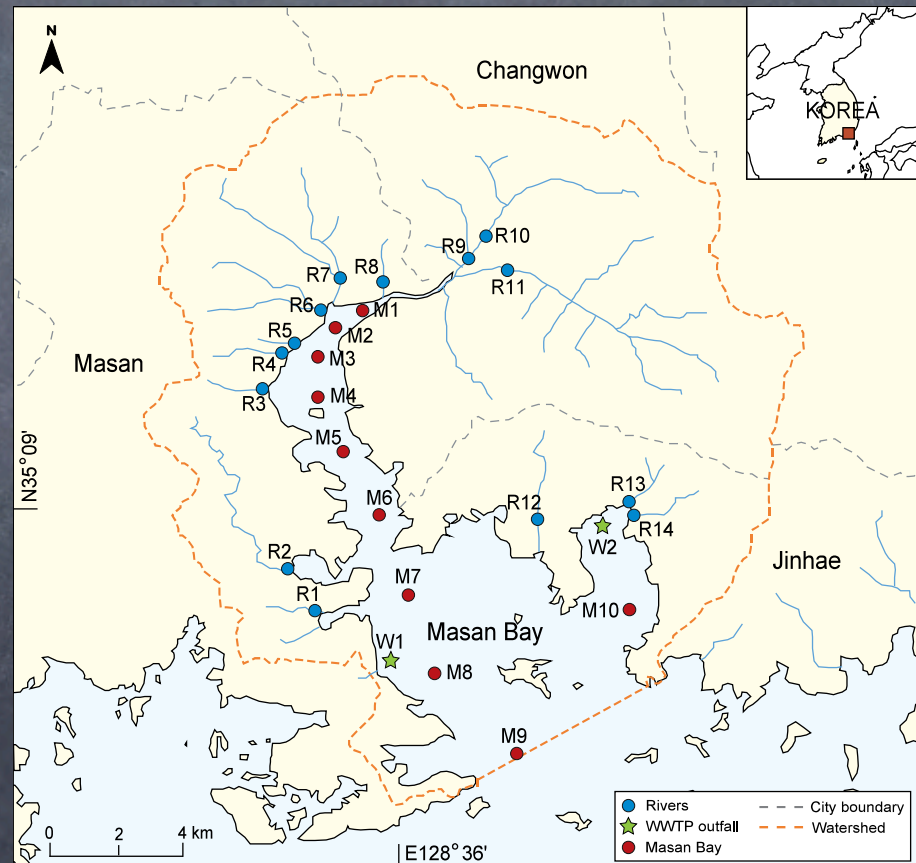 N
Changwon
KOREA
R10
R9
R11
R8
R7
R6
M1
M2
R5
R4
M3
Masan
R3
M4
M5
N35°09'
M6
R12
R13
R14
W2
R2
Jinhae
M7
R1
M10
Masan Bay
W1
M8
M9
0 2 4 km
E128°36'
Rivers
City boundary
WWTP outfall
Watershed
Masan Bay